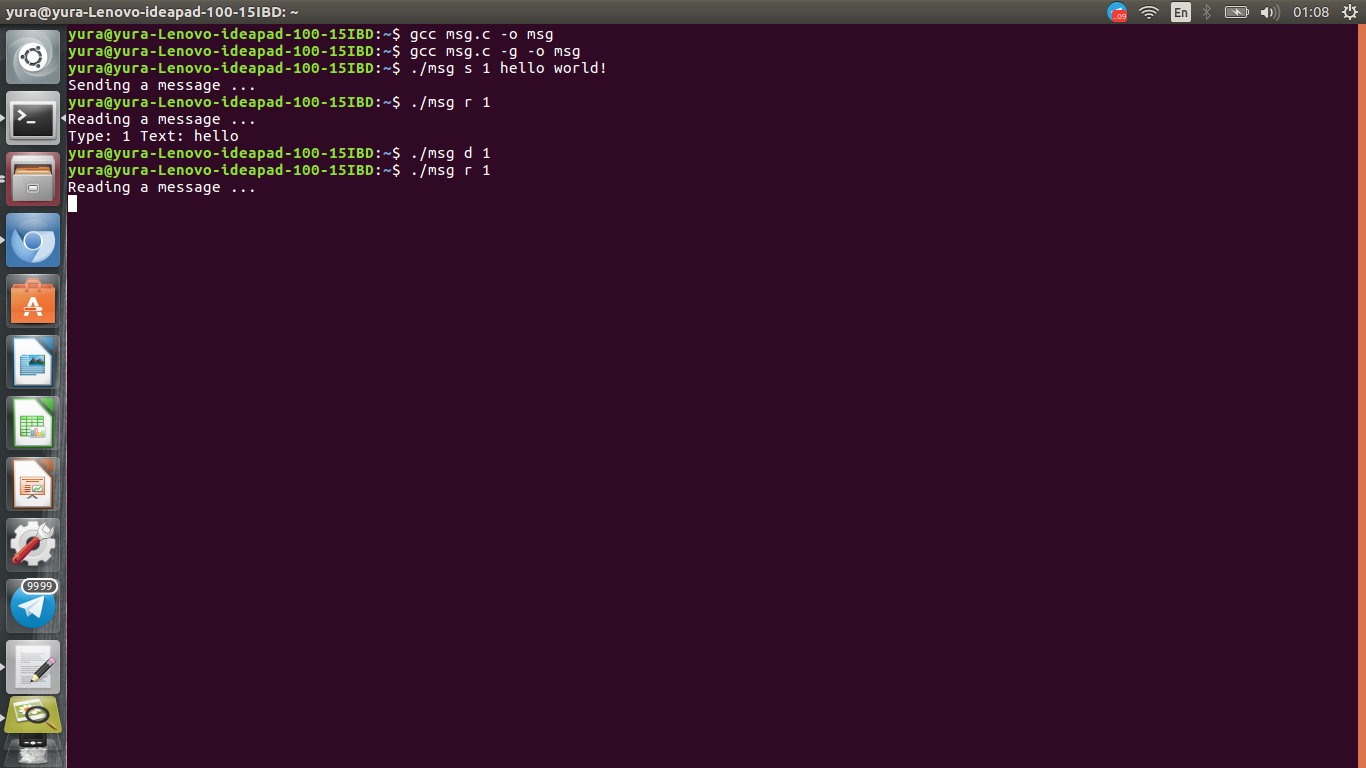 yura@yura-Lenovo-ideapad-100-15IBD: ~
En
01:08
yura@yura-Lenovo-ideapad-100-15IBD:~$ gcc msg.c -o msg
yura@yura-Lenovo-ideapad-100-15IBD:~$ gcc msg.c -g -o msg
yura@yura-Lenovo-ideapad-100-15IBD:~$ ./msg s 1 hello world!
Sending a message ...
yura@yura-Lenovo-ideapad-100-15IBD:~$ ./msg r 1
Reading a message ...
Type: 1 Text: hello
yura@yura-Lenovo-ideapad-100-15IBD:~$ ./msg d 1
yura@yura-Lenovo-ideapad-100-15IBD:~$ ./msg r 1
Reading a message ...
9999